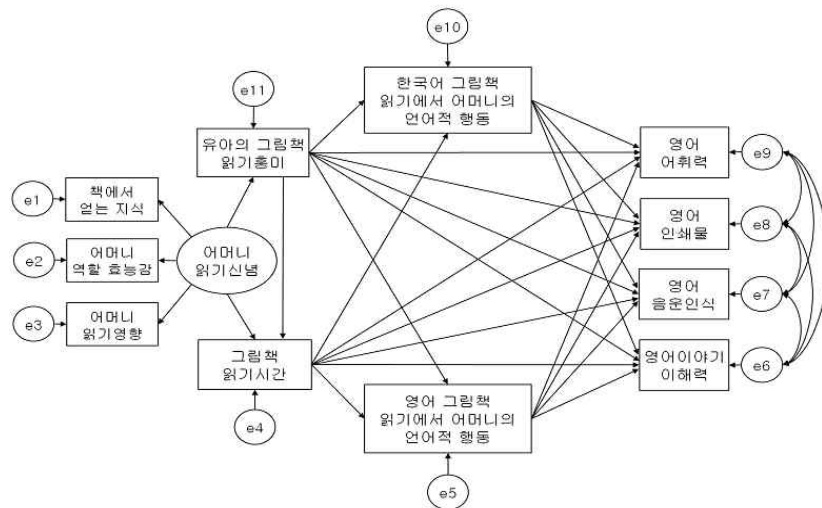 e10
한국어 그림책
읽기에서 어머니의
언어적 행동
e11
유아의 그림책
읽기흥미
영어
어휘력
e9
e1
책에서
얻는 지식
영어
인쇄물
e8
e2
어머니
역할 효능감
어머니
읽기신념
영어
음운인식
e7
e3
어머니
읽기영향
그림책
읽기시간
영어이야기
이해력
e6
e4
영어 그림책
읽기에서 어머니의
언어적 행동
e5